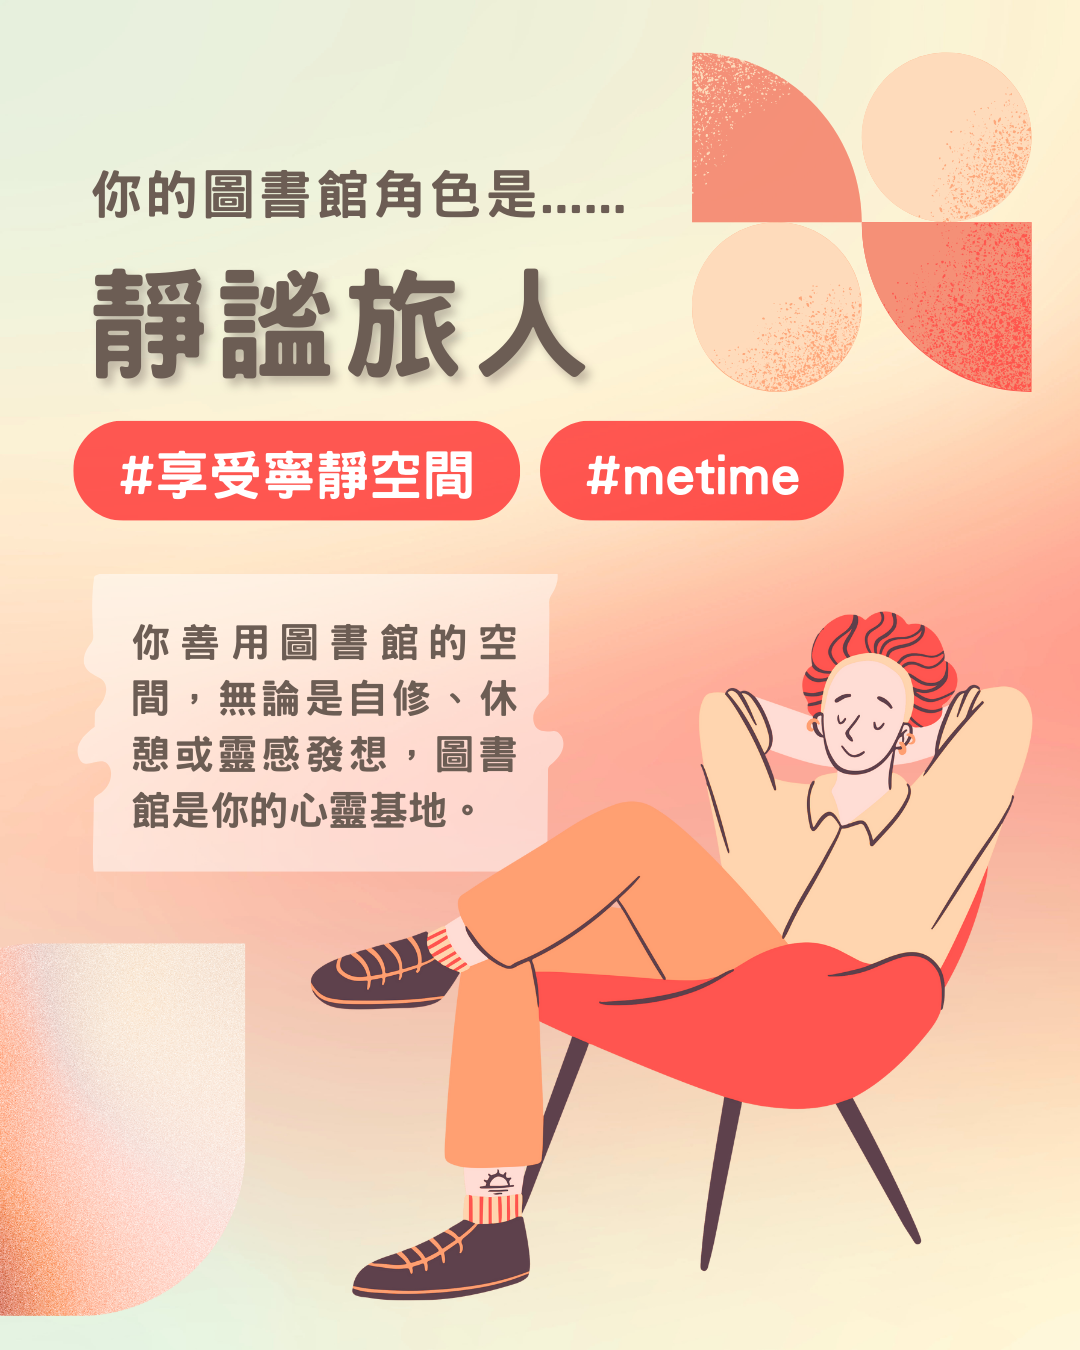 你的圖書館角色是......
靜謐旅人
#享受寧靜空間 #metime
你善用圖書館的空
間，無論是自修、休
憩或靈感發想，圖書
館是你的心靈基地。